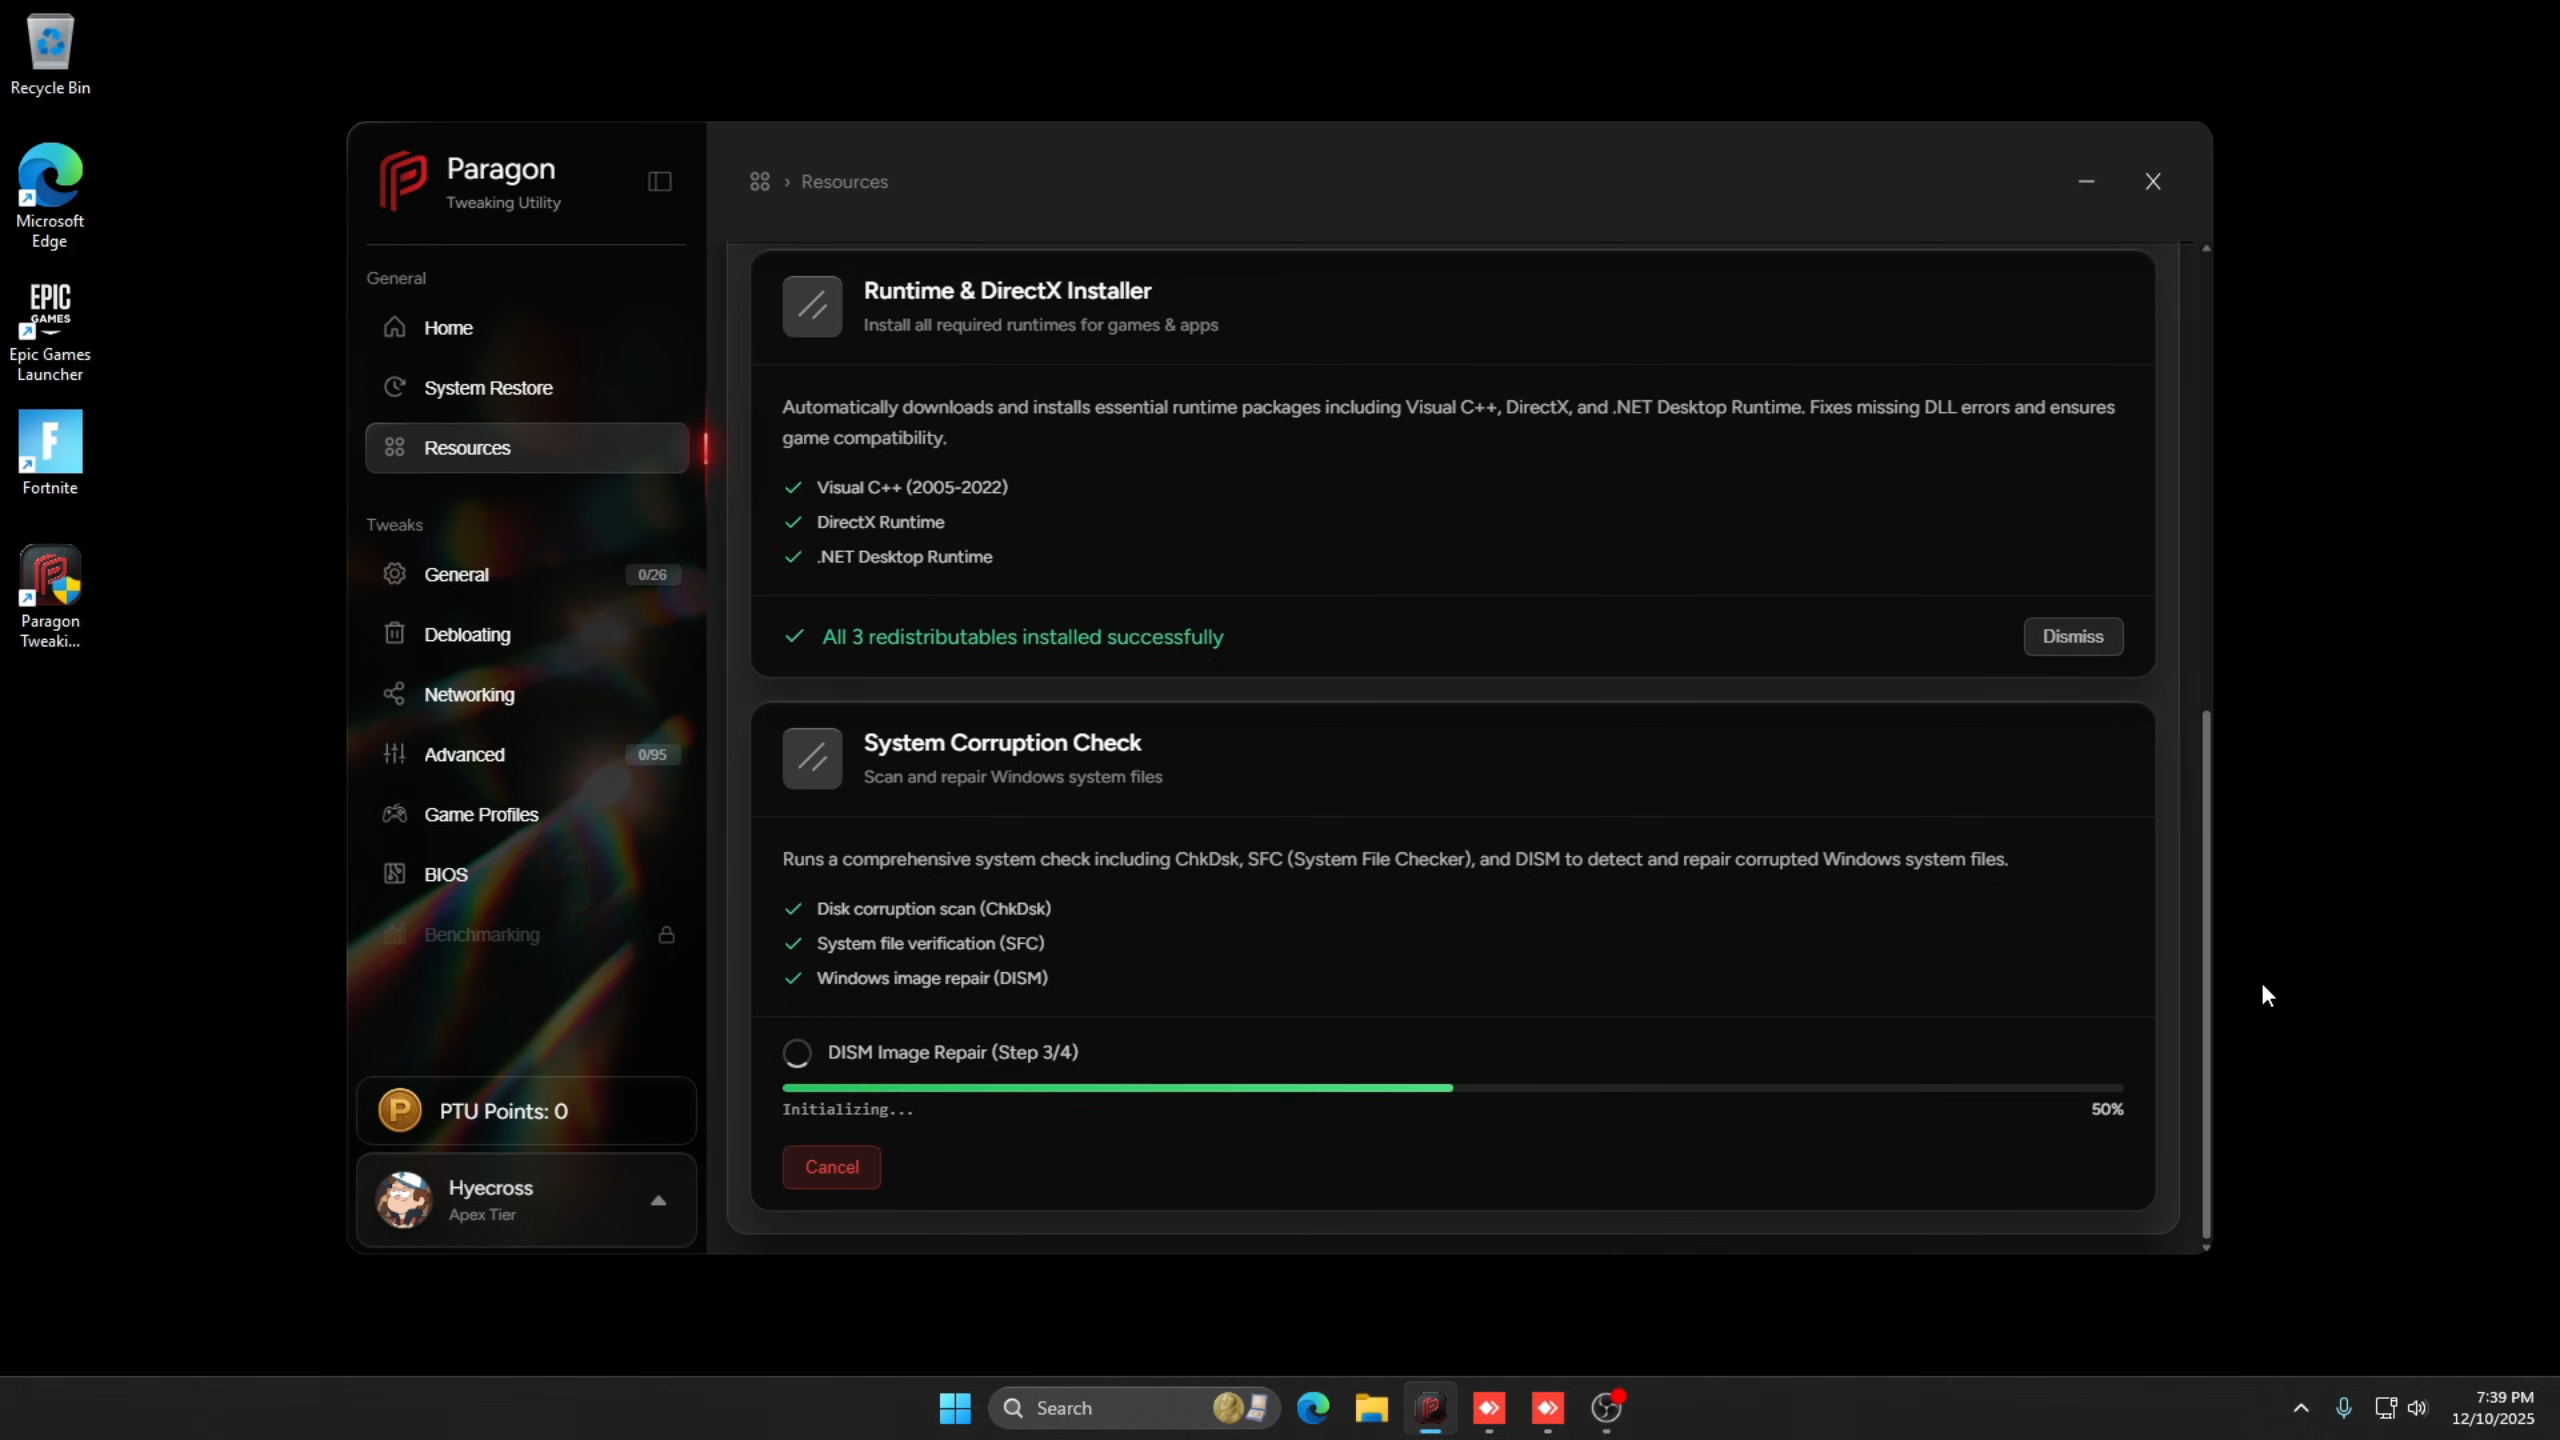 Recycle Bin
Microsoft
Edge
EPIC
GAMES
Epic Games
Launcher
Fortnite
Paragon
Tweaki...
Paragon
Tweaking Utility
General
Home
System Restore
Resources
Tweaks
General 0/26
Debloating
Networking
Advanced 0/95
Game Profiles
BIOS
Benchmarking
PTU Points: 0
Hyecross
Apex Tier
› Resources
Runtime & DirectX Installer
Install all required runtimes for games & apps
Automatically downloads and installs essential runtime packages including Visual C++, DirectX, and .NET Desktop Runtime. Fixes missing DLL errors and ensures
game compatibility.
Visual C++ (2005-2022)
DirectX Runtime
.NET Desktop Runtime
All 3 redistributables installed successfully Dismiss
System Corruption Check
Scan and repair Windows system files
Runs a comprehensive system check including ChkDsk, SFC (System File Checker), and DISM to detect and repair corrupted Windows system files.
Disk corruption scan (ChkDsk)
System file verification (SFC)
Windows image repair (DISM)
DISM Image Repair (Step 3/4)
Initializing... 50%
Cancel
Search
7:39 PM
12/10/2025